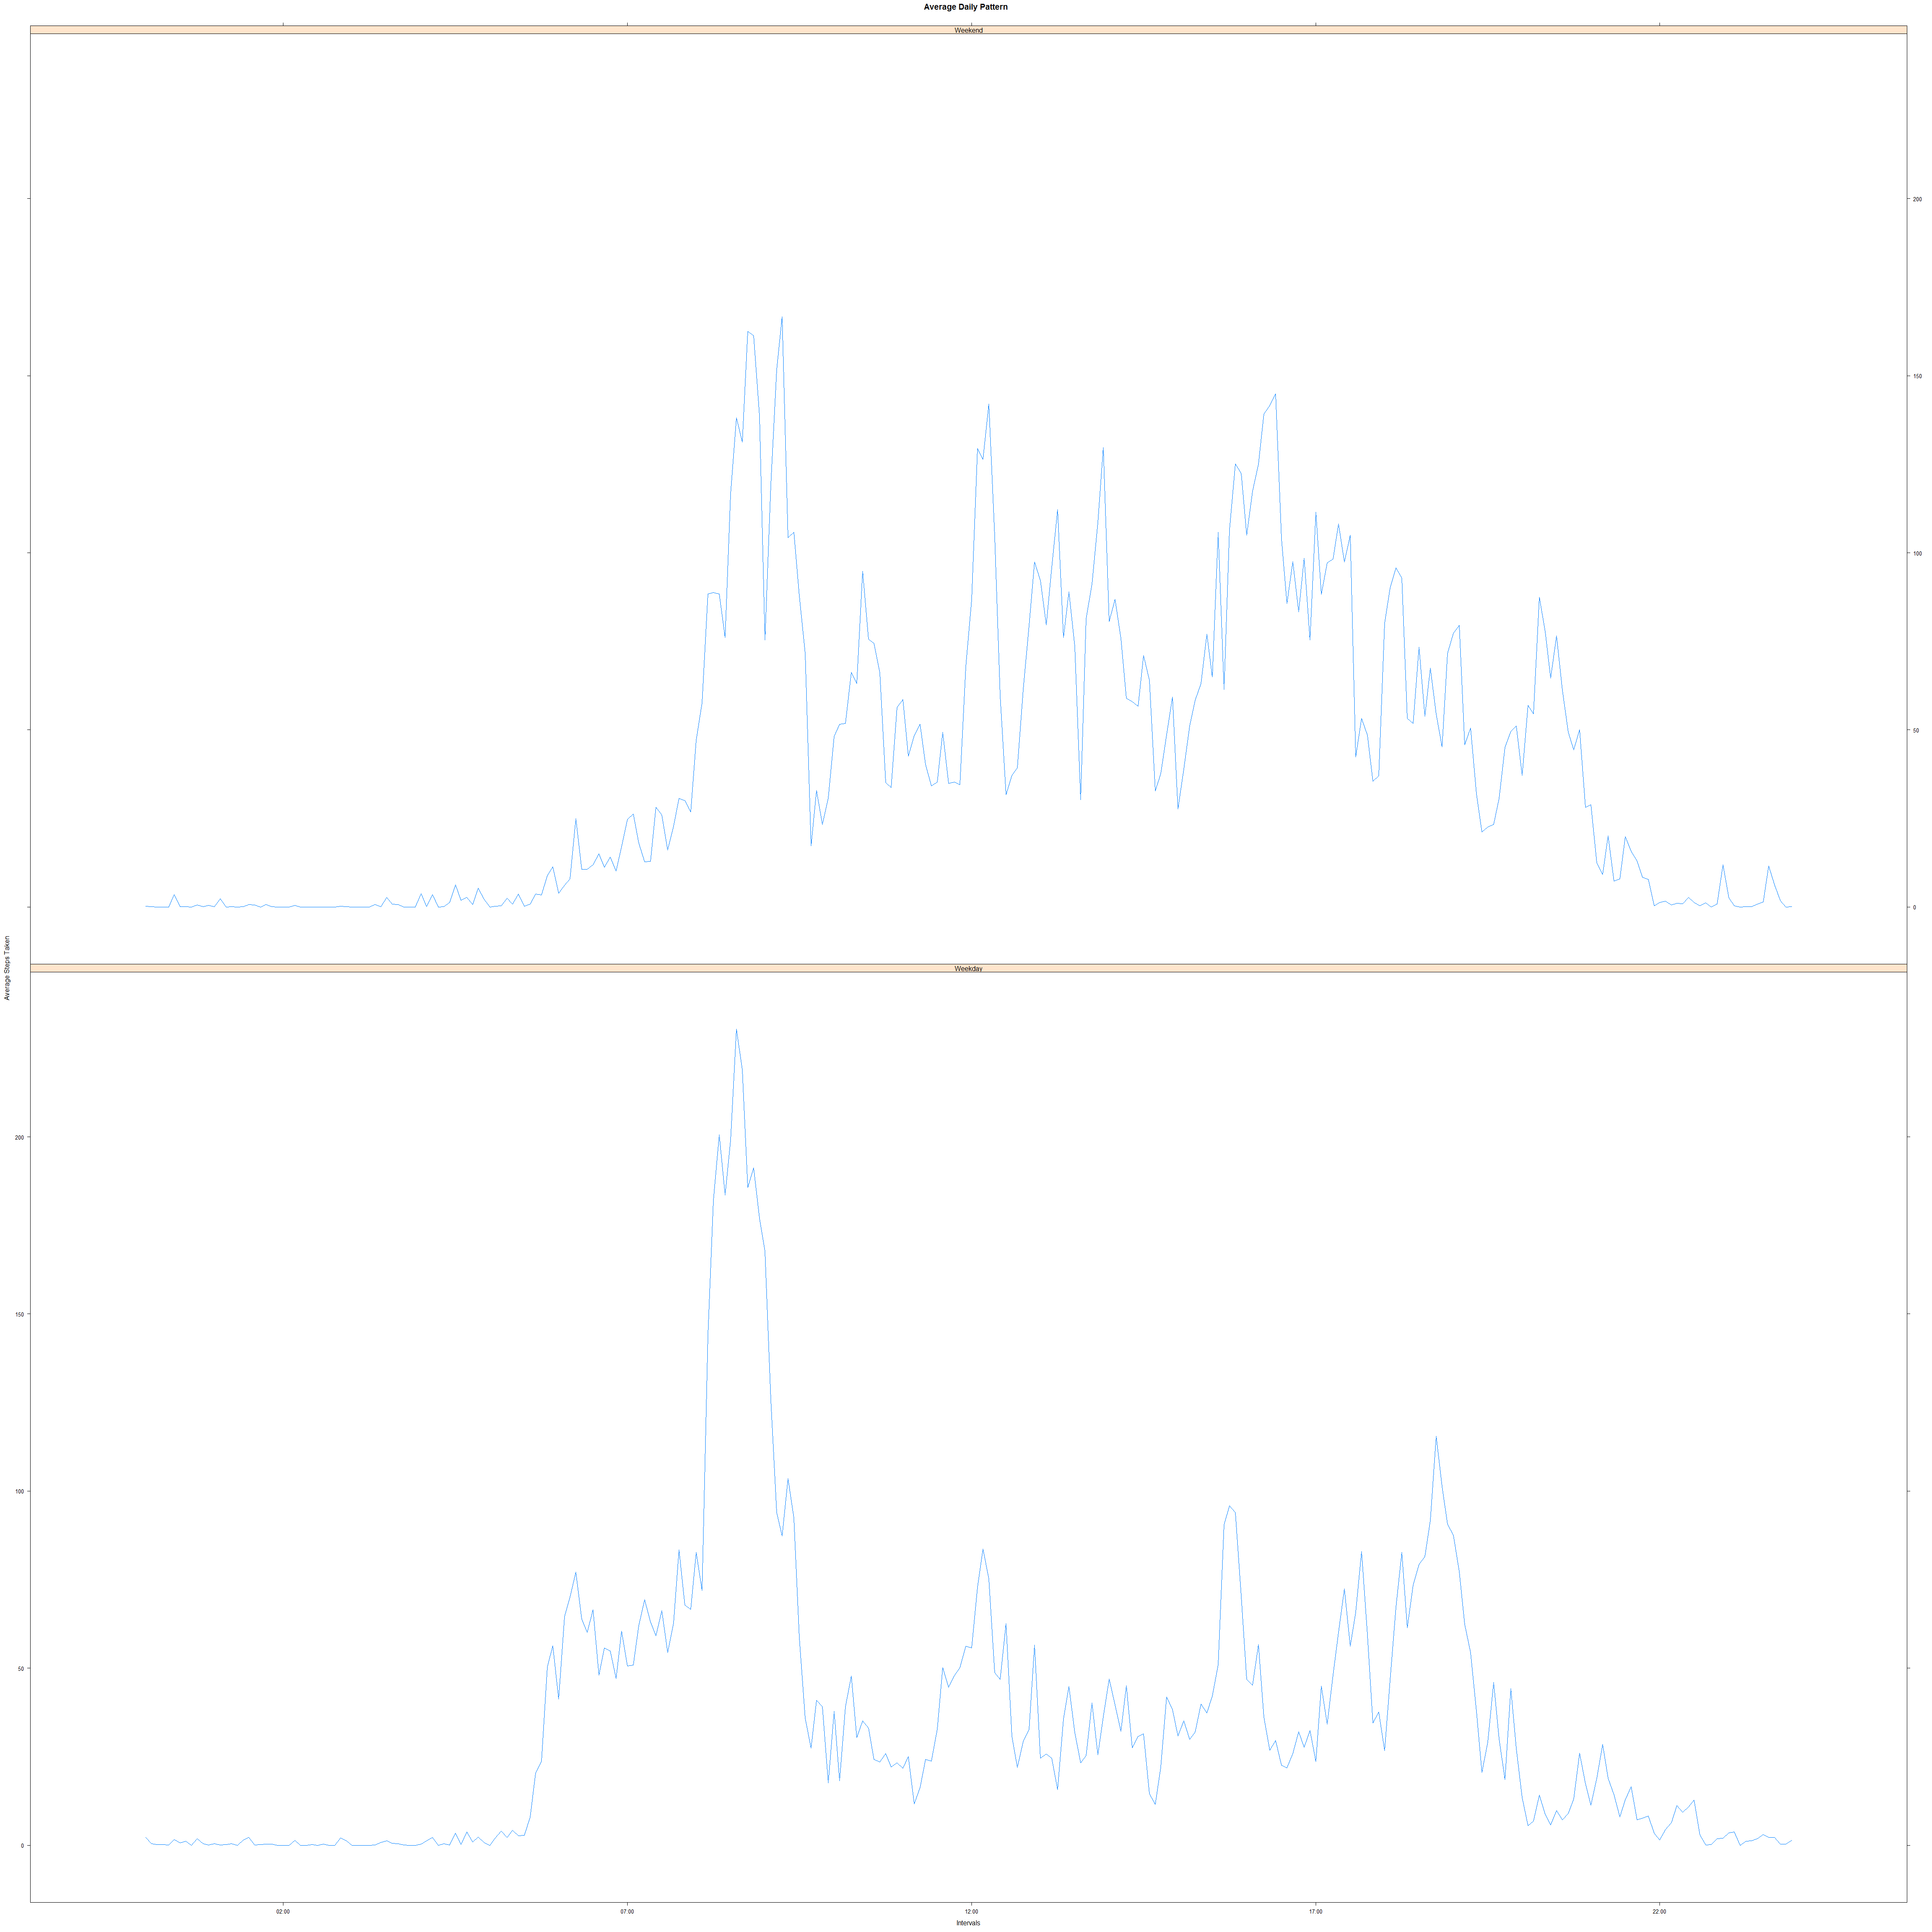 Average Daily Pattern
Weekend
200
150
100
50
0
Average Steps Taken
Weekday
200
150
100
50
0
02:00 07:00 12:00 17:00 22:00
Intervals